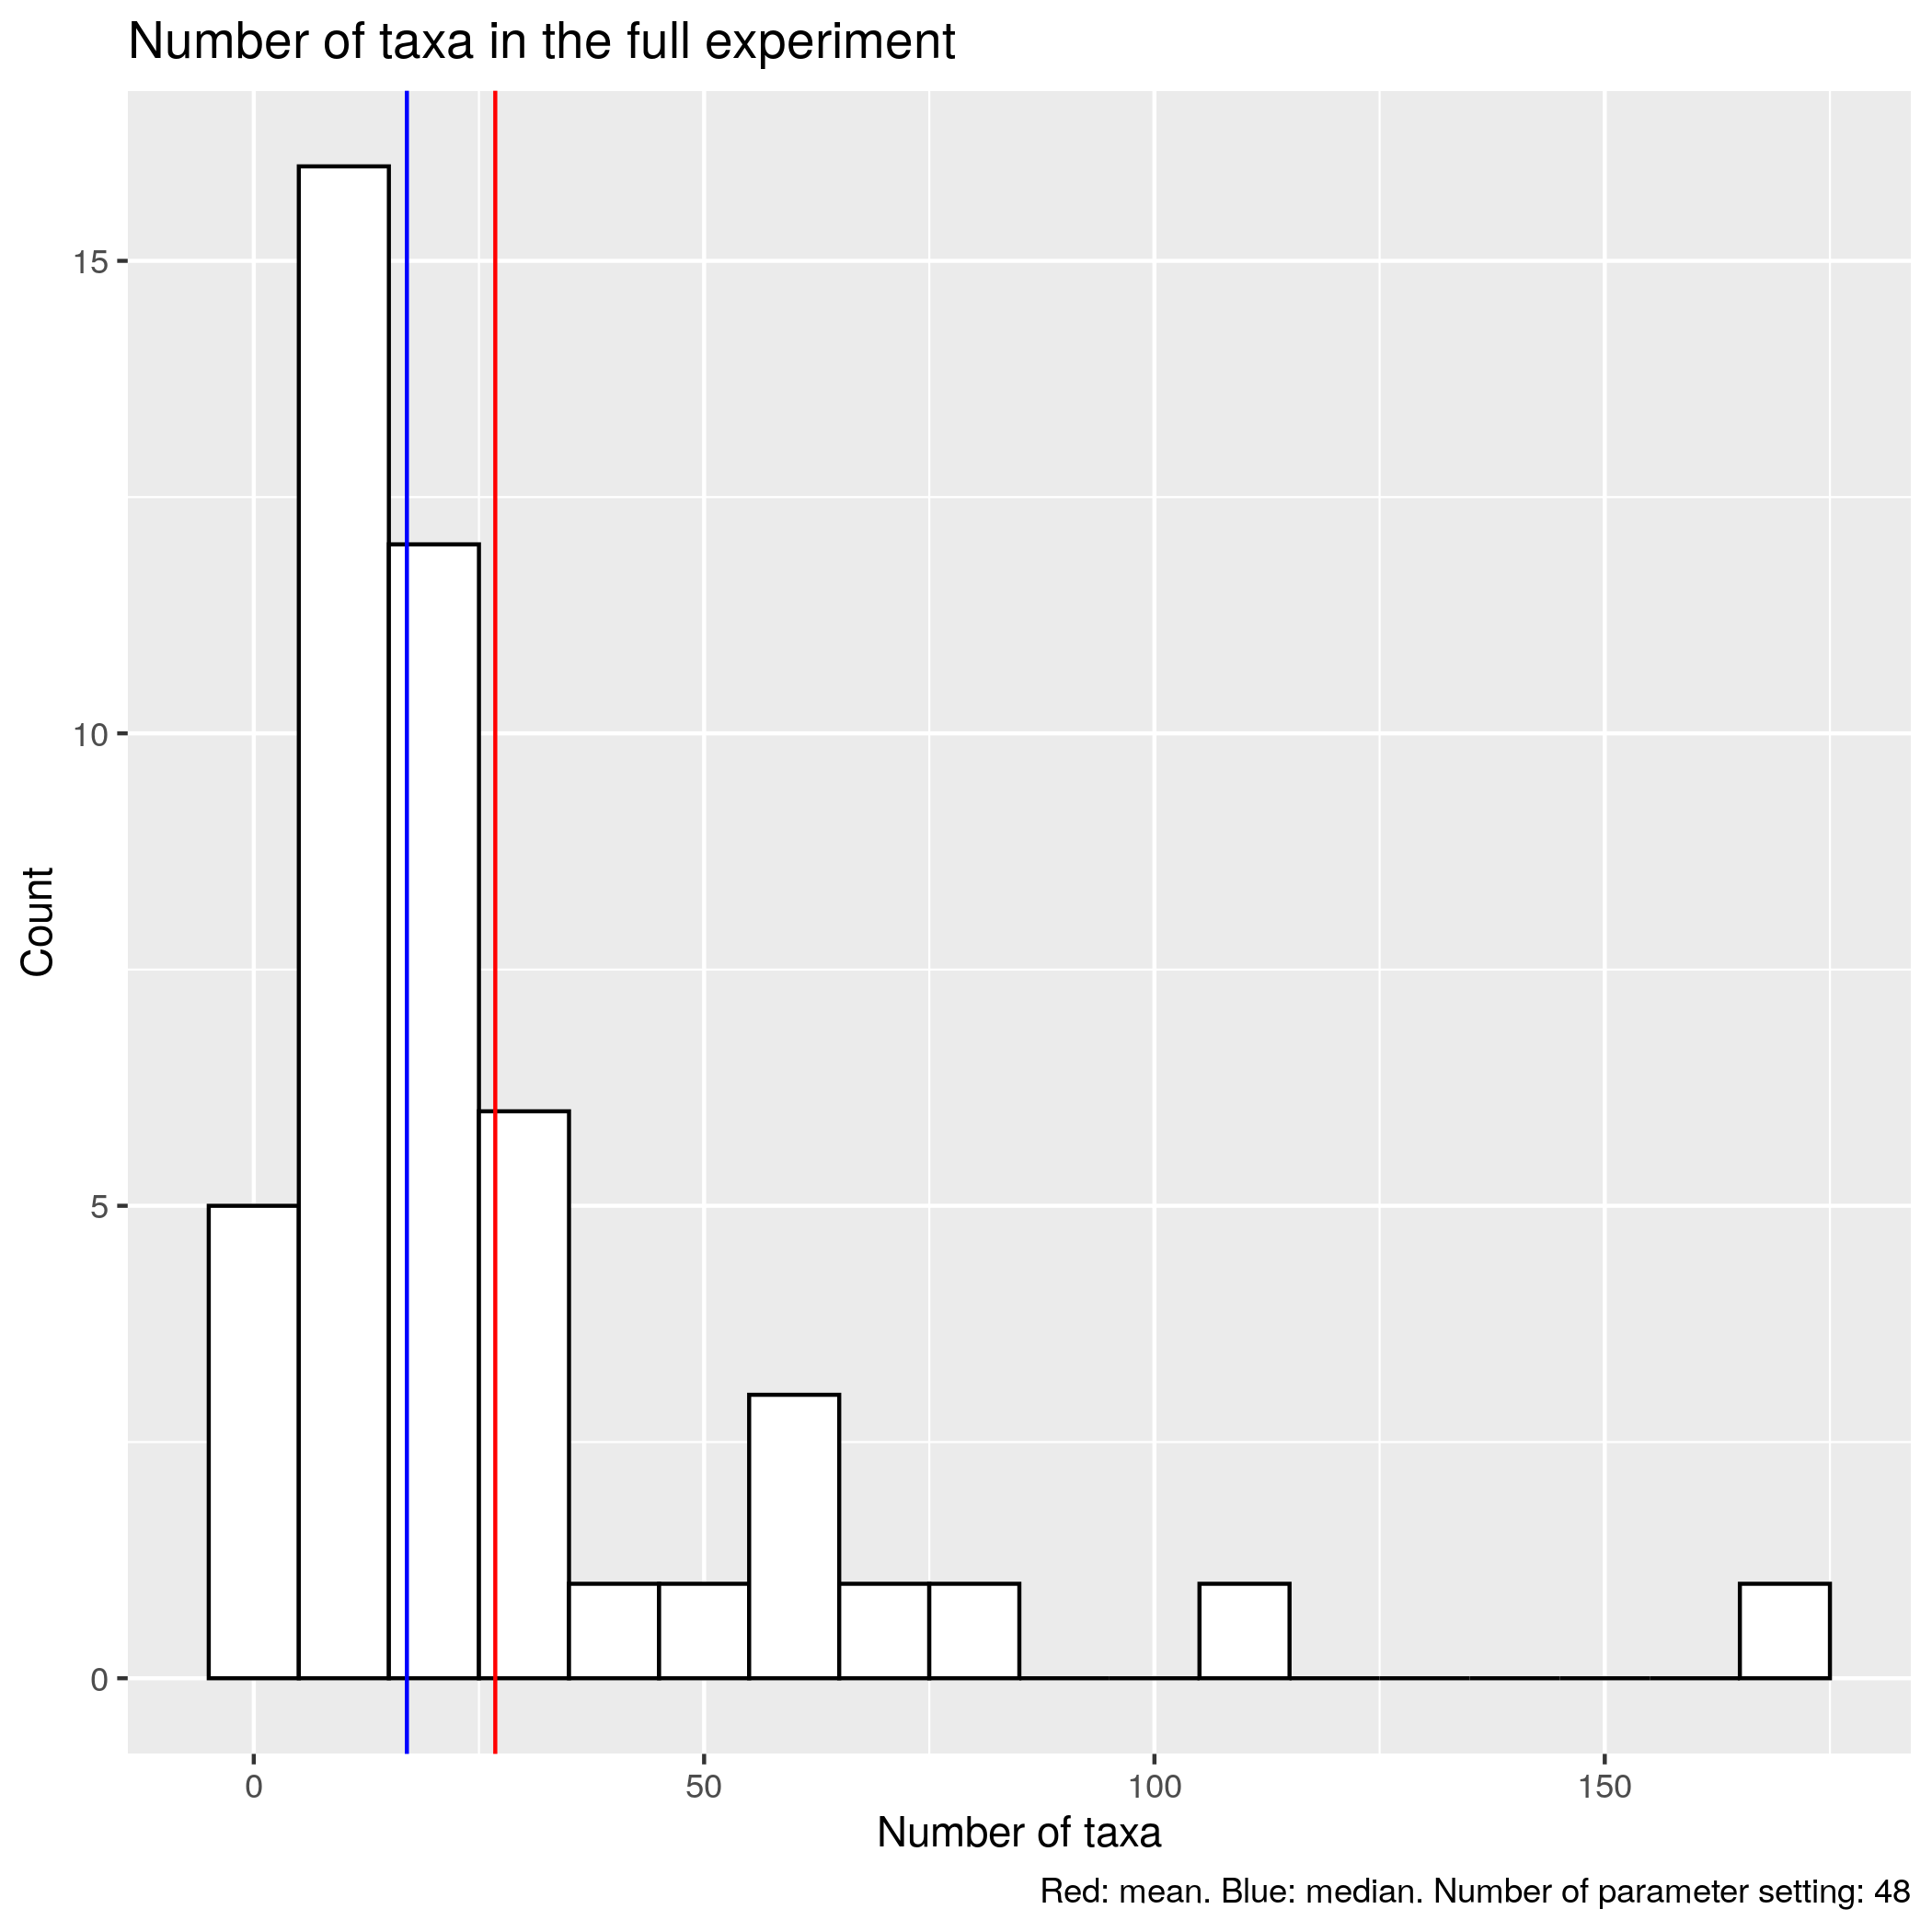 Number of taxa in the full experiment
15
10
5
0
Count
0 50 100 150
Number of taxa
Red: mean. Blue: median. Number of parameter setting: 48